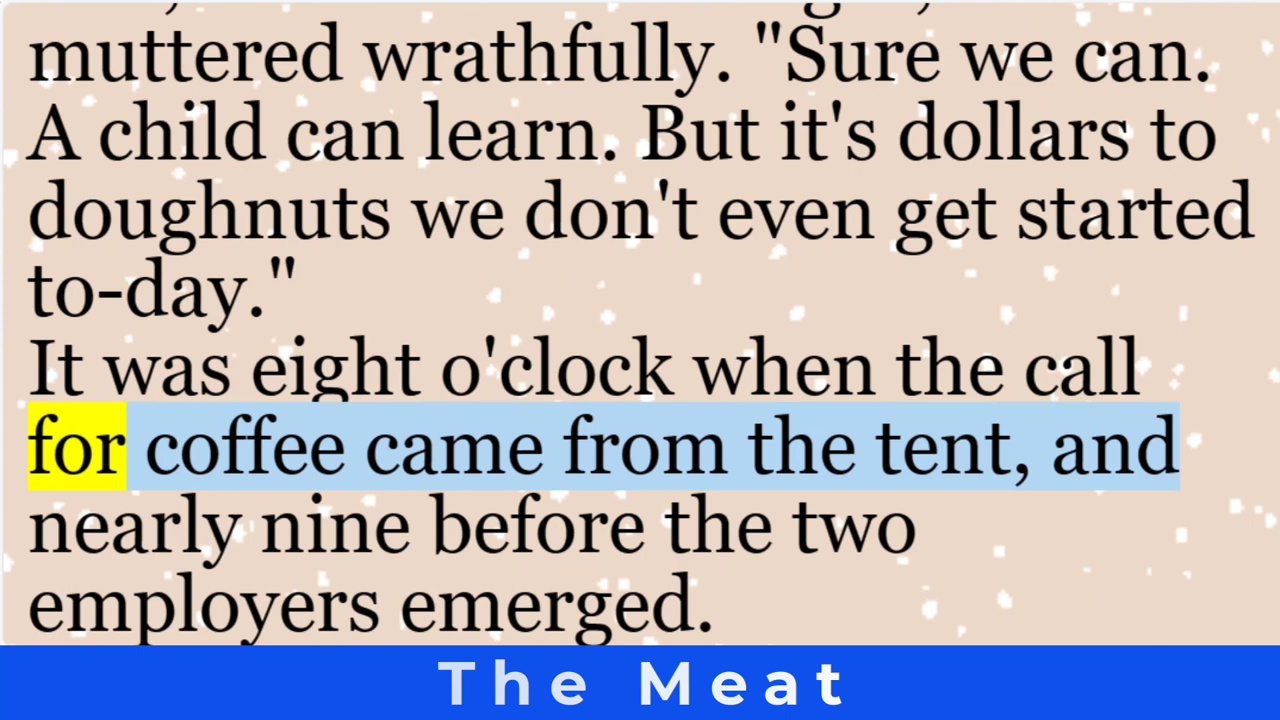 muttered wrathfully. "Sure we can.
A child can learn. But it's dollars to
doughnuts we don't even get started
to-day."
It was eight o'clock when the call
for coffee came from the tent, and
nearly nine before the two
employers emerged.
The Meat